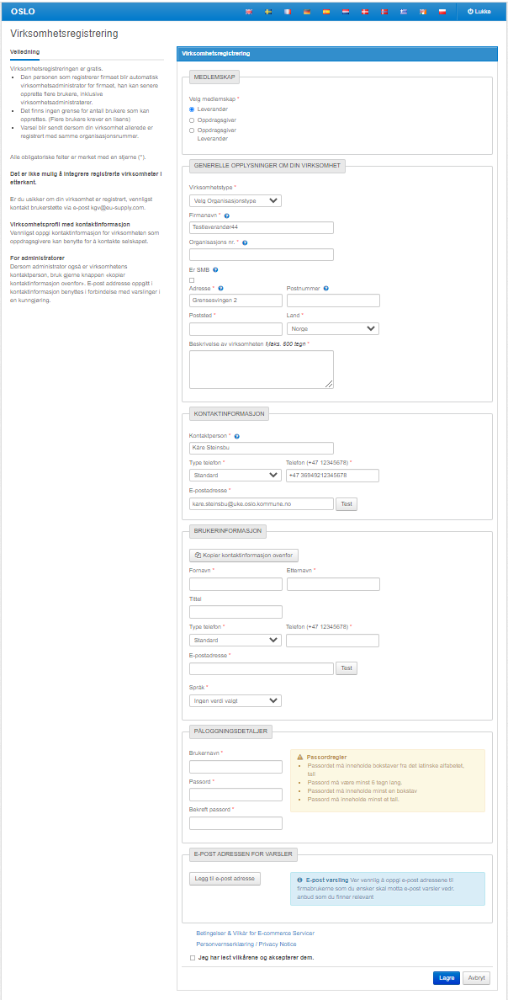 OSLO
Lukke
Virksomhetsregistrering
Veiledning
Virksomhetsregistreringen er gratis.
Den personen som registrerer firmaet blir automatisk
virksomhetsadministrator for firmaet, han kan senere
opprette flere brukere, inklusive
virksomhetsadministratører.
Det finns ingen grense for antall brukere som kan
opprettes. (Flere brukere krever en lisens)
Varsel blir sendt dersom din virksomhet allerede er
registrert med samme organisasjonsnummer.
Alle obligatoriske felter er merket med en stjerne (*).
Det er ikke mulig å integrere registrerte virksomheter i
etterkant.
Er du usikker om din virksomhet er registrert, vennligst
kontakt brukerstøtte via e-post kgv@eu-supply.com.
Virksomhetsprofil med kontaktinformasjon
Vennligst oppgi kontaktinformasjon for virksomheten som
oppdragsgivere kan benytte for å kontakte selskapet.
For administratorer
Dersom administrator også er virksomhetens
kontaktperson, bruk gjerne knappen «kopier
kontaktinformasjon ovenfor». E-post addresse oppgitt i
kontaktinformasjon benyttes i forbindelse med varslinger i
en kunngjøring.
Virksomhetsregistrering
MEDLEMSKAP
Velg medlemskap *
Leverandør
Oppdragsgiver
Oppdragsgiver
Leverandør
GENERELLE OPPLYSNINGER OM DIN VIRKSOMHET
Virksomhetstype *
Velg Organisasjonstype
Firmanavn * ?
Testleverandør44
Organisasjons nr. * ?
Er SMB ?
Adresse * ? Postnummer ?
Grensesvingen 2
Poststed * Land *
Norge
Beskrivelse av virksomheten Maks. 500 tegn *
KONTAKTINFORMASJON
Kontaktperson * ?
Kåre Steinsbu
Type telefon * Telefon (+47 12345678) *
Standard +47 36949212345678
E-postadresse *
kare.steinsbu@uke.oslo.kommune.no Test
BRUKERINFORMASJON
Kopier kontaktinformasjon ovenfor
Fornavn * Etternavn *
Tittel
Type telefon * Telefon (+47 12345678) *
Standard
E-postadresse *
Test
Språk *
Ingen verdi valgt
PÅLOGGNINGSDETALJER
Brukernavn *
Passord *
Bekreft passord *
Passordregler
Passordet må inneholde bokstaver fra det latinske alfabetet,
tall
Passord må være minst 6 tegn lang.
Passordet må inneholde minst en bokstav
Passord må inneholde minst et tall.
E-POST ADRESSEN FOR VARSLER
Legg til e-post adresse
E-post varsling Vær vennlig å oppgi e-post adressene til
firmabrukerne som du ønsker skal motta e-post varsler vedr.
anbud som du finner relevant
Betingelser & Vilkår for E-commerce Servicer
Personvernserklæring / Privacy Notice
Jeg har lest vilkårene og aksepterer dem.
Lagre Avbryt